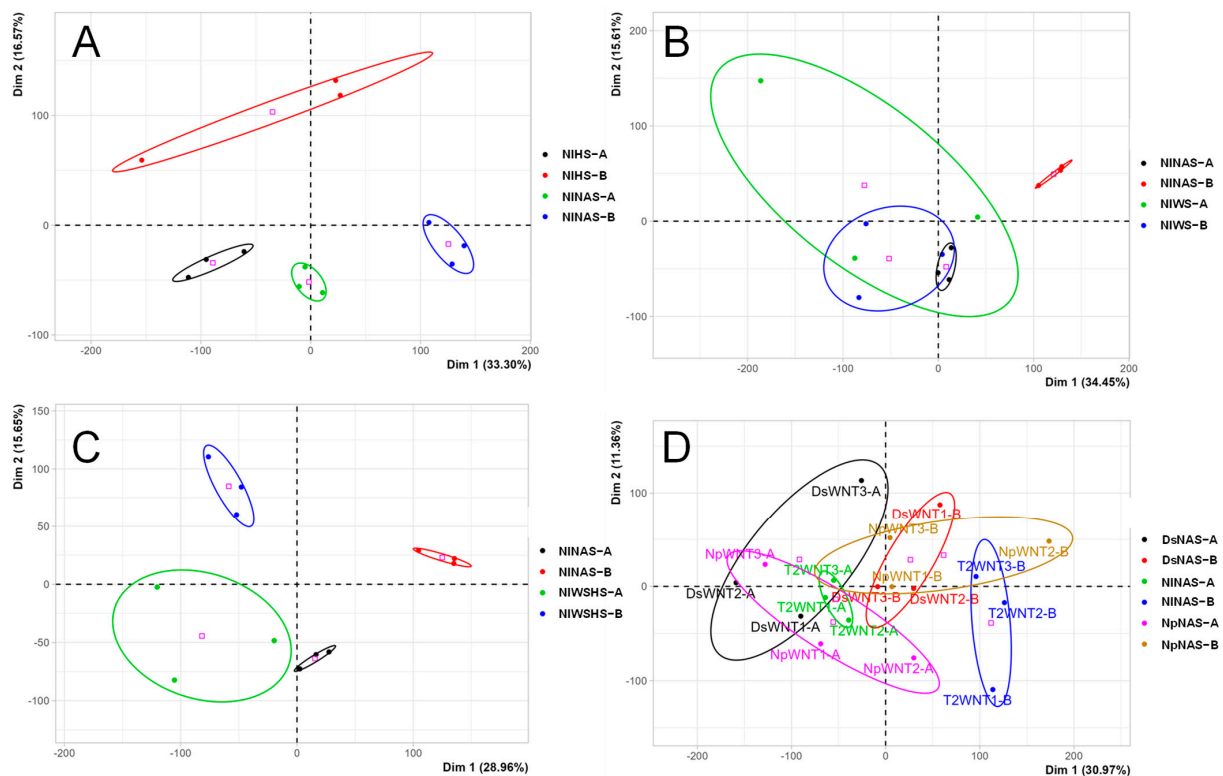 A
Dim 2 (16.57%)
100
0
-100
-200
-100
0
100
200
Dim 1 (33.30%)
NIHS-A
NIHS-B
NINAS-A
NINAS-B
B
Dim 2 (15.61%)
200
100
0
-100
-200
-100
0
100
200
Dim 1 (34.45%)
NINAS-A
NINAS-B
NIWS-A
NIWS-B
C
Dim 2 (15.65%)
150
100
50
25
0
-50
-100
-200
-100
0
100
200
Dim 1 (28.96%)
NINAS-A
NINAS-B
NIWSHS-A
NIWSHS-B
D
Dim 2 (11.36%)
100
0
-100
-200
-100
0
100
200
Dim 1 (30.97%)
DsWNT3-A
DsWNT1-B
NpWNT3-B
NpWNT2-B
NpWNT3-A
T2WNT3-A
T2WNT3-B
NpWNT1-B
DsWNT2-A
T2WNT1-A
DsWNT3-B
DsWNT2-B
T2WNT2-B
DsWNT1-A
T2WNT2-A
NpWNT1-A
NpWNT2-A
T2WNT1-B
DsNAS-A
DsNAS-B
NINAS-A
NINAS-B
NpNAS-A
NpNAS-B